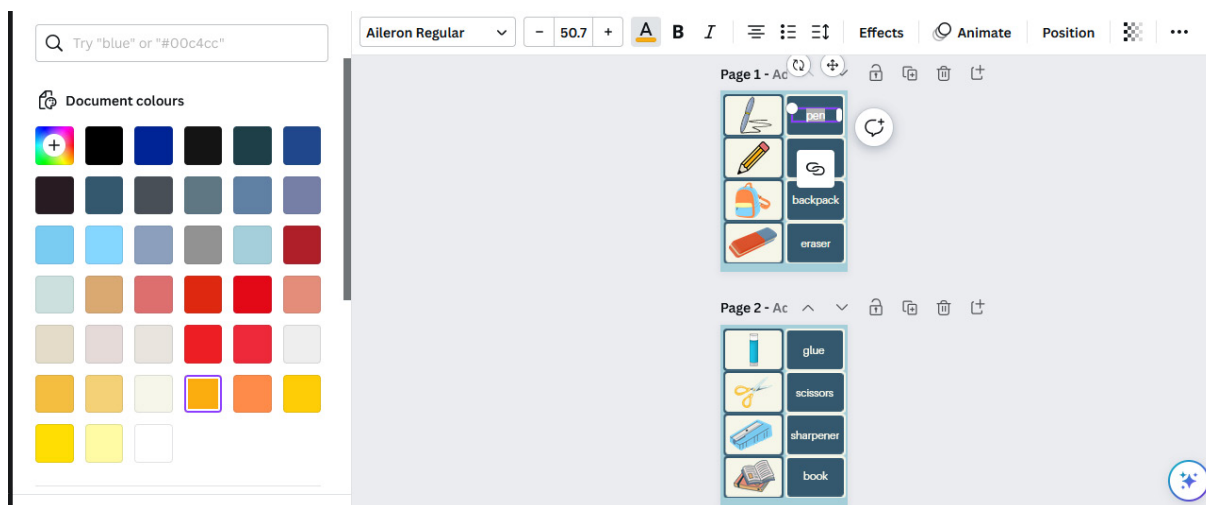 Try "blue" or "#00c4cc"
Document colours
Aileron Regular
- 50.7 + A B I Effects Animate Position
Page 1 - Ac
pen
backpack
eraser
Page 2 - Ac
glue
scissors
sharpener
book